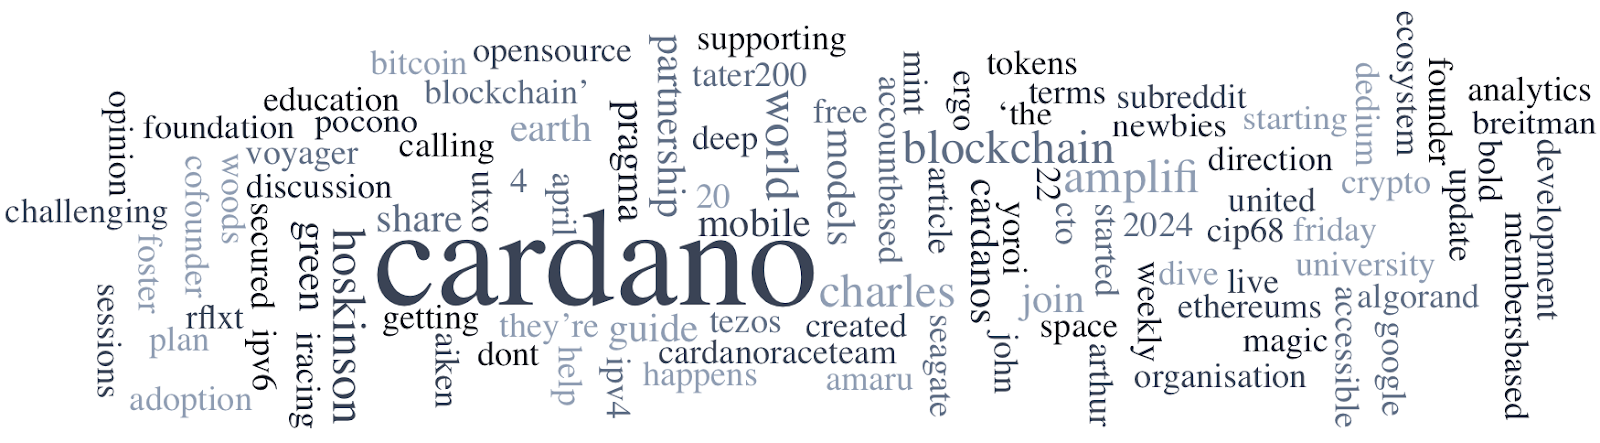 cardano
hoskinson
blockchain
amplifi
charles
world
partnership
models
mobile
share
cardanos
guide
join
pragma
earth
2024
20
22
4
bitcoin
opensource
supporting
tater200
blockchain’
education
foundation
pocono
voyager
calling
discussion
opinion
challenging
cofounder
woods
foster
secured
green
sessions
rflxt
plan
adoption
ipv6
iracing
utxo
april
deep
free
accountbased
mint
ergo
tokens
‘the
terms
subreddit
newbies
starting
dedium
ecosystem
founder
analytics
breitman
development
bold
update
direction
crypto
united
cto
article
yoroi
started
cip68
friday
university
weekly
dive
live
ethereums
algorand
membersbased
google
accessible
magic
organisation
arthur
space
john
seagate
created
tezos
they’re
getting
aiken
dont
help
ipv4
cardanoraceteam
happens
amaru